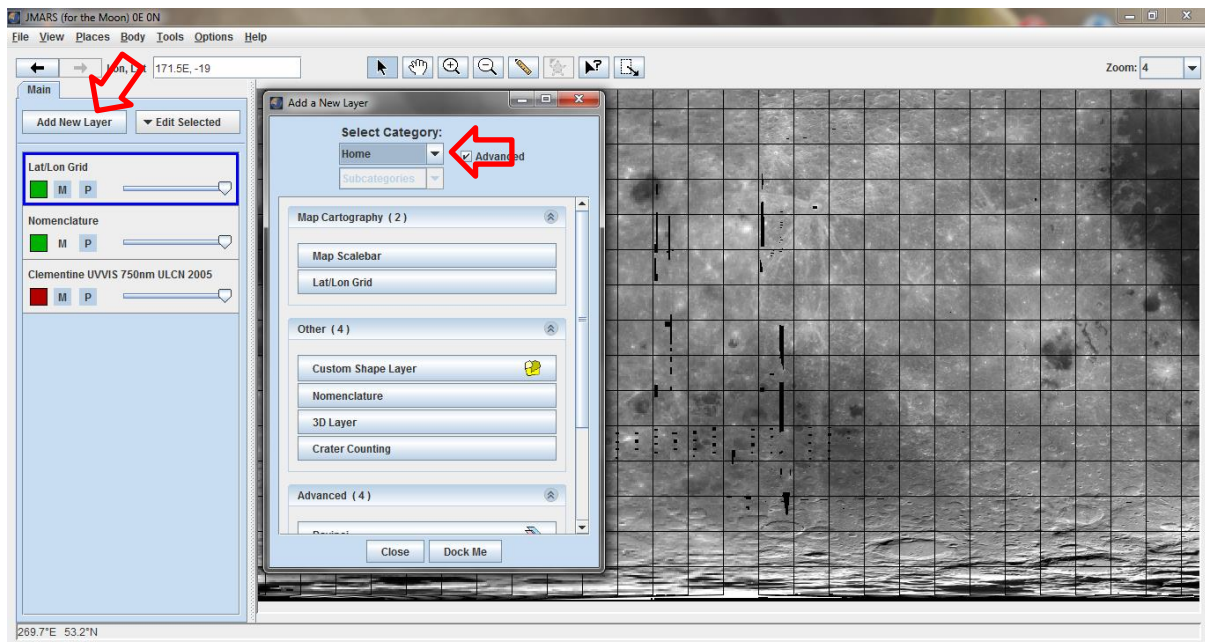 JMARS (for the Moon) 0E 0N
File View Places Body Tools Options Help
Lon, Lat 171.5E, -19
Zoom: 4
Main
Add New Layer Edit Selected
Lat/Lon Grid
M P
Nomenclature
M P
Clementine UVVIS 750nm ULCN 2005
M P
Add a New Layer
Select Category:
Home Advanced
Subcategories
Map Cartography ( 2 )
Map Scalebar
Lat/Lon Grid
Other ( 4 )
Custom Shape Layer
Nomenclature
3D Layer
Crater Counting
Advanced ( 4 )
Close Dock Me
269.7°E 53.2°N